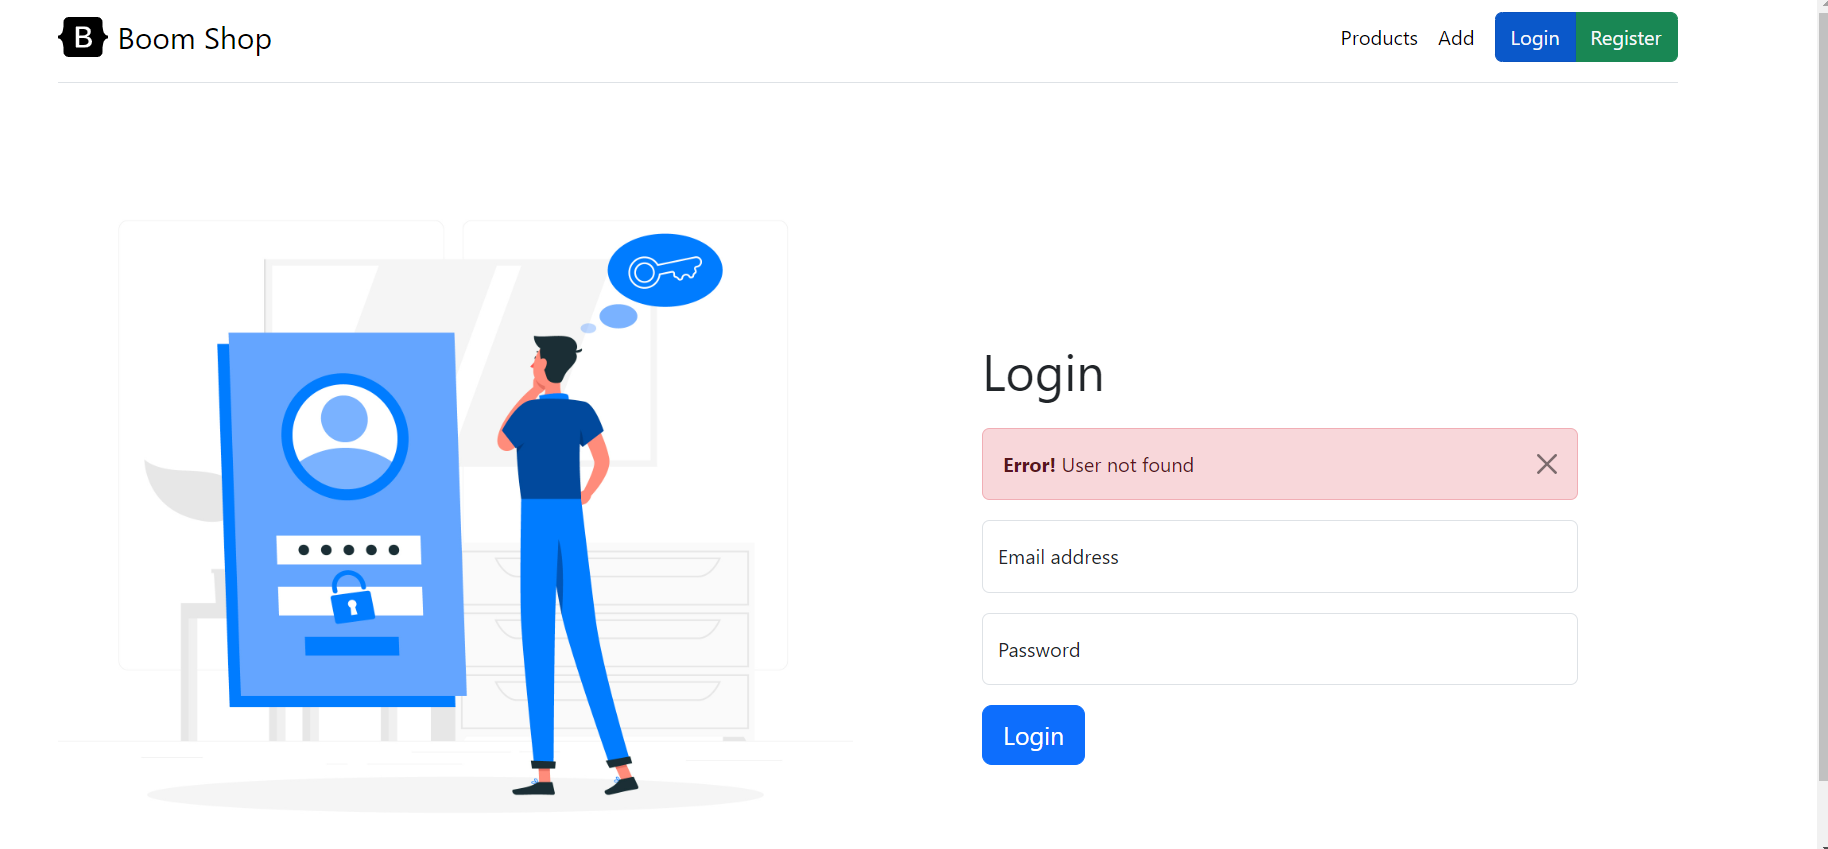 B Boom Shop
Products Add Login Register
Login
Error! User not found
Email address
Password
Login